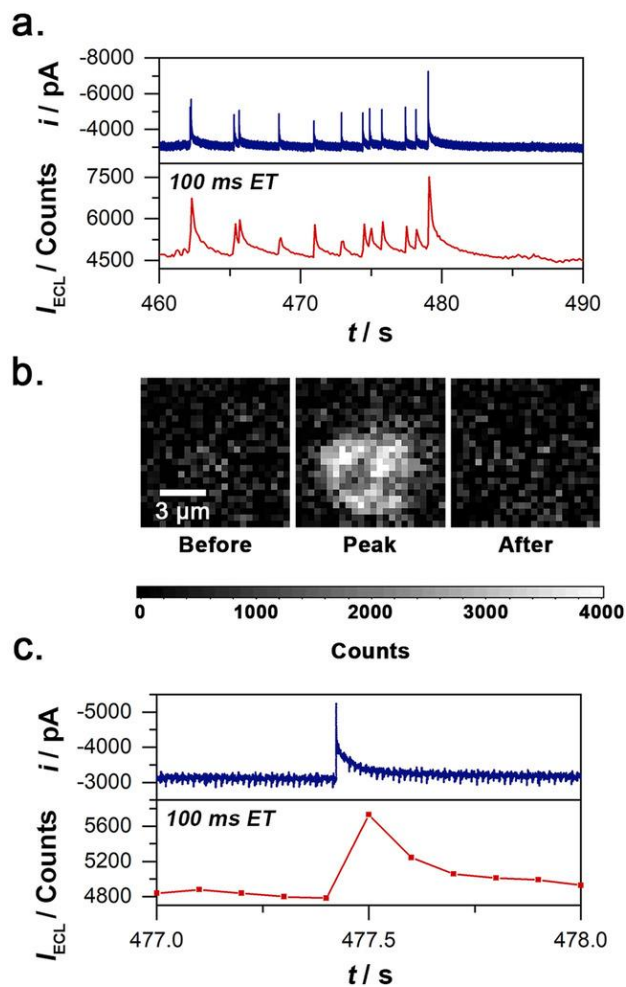 a.
-8000
-6000
-4000
i / pA
100 ms ET
7500
6000
4500
I_ECL / Counts
460 470 480 490
t / s
b.
3 µm
Before Peak After
0 1000 2000 3000 4000
Counts
c.
-5000
-4000
-3000
i / pA
100 ms ET
5600
5200
4800
I_ECL / Counts
477.0 477.5 478.0
t / s